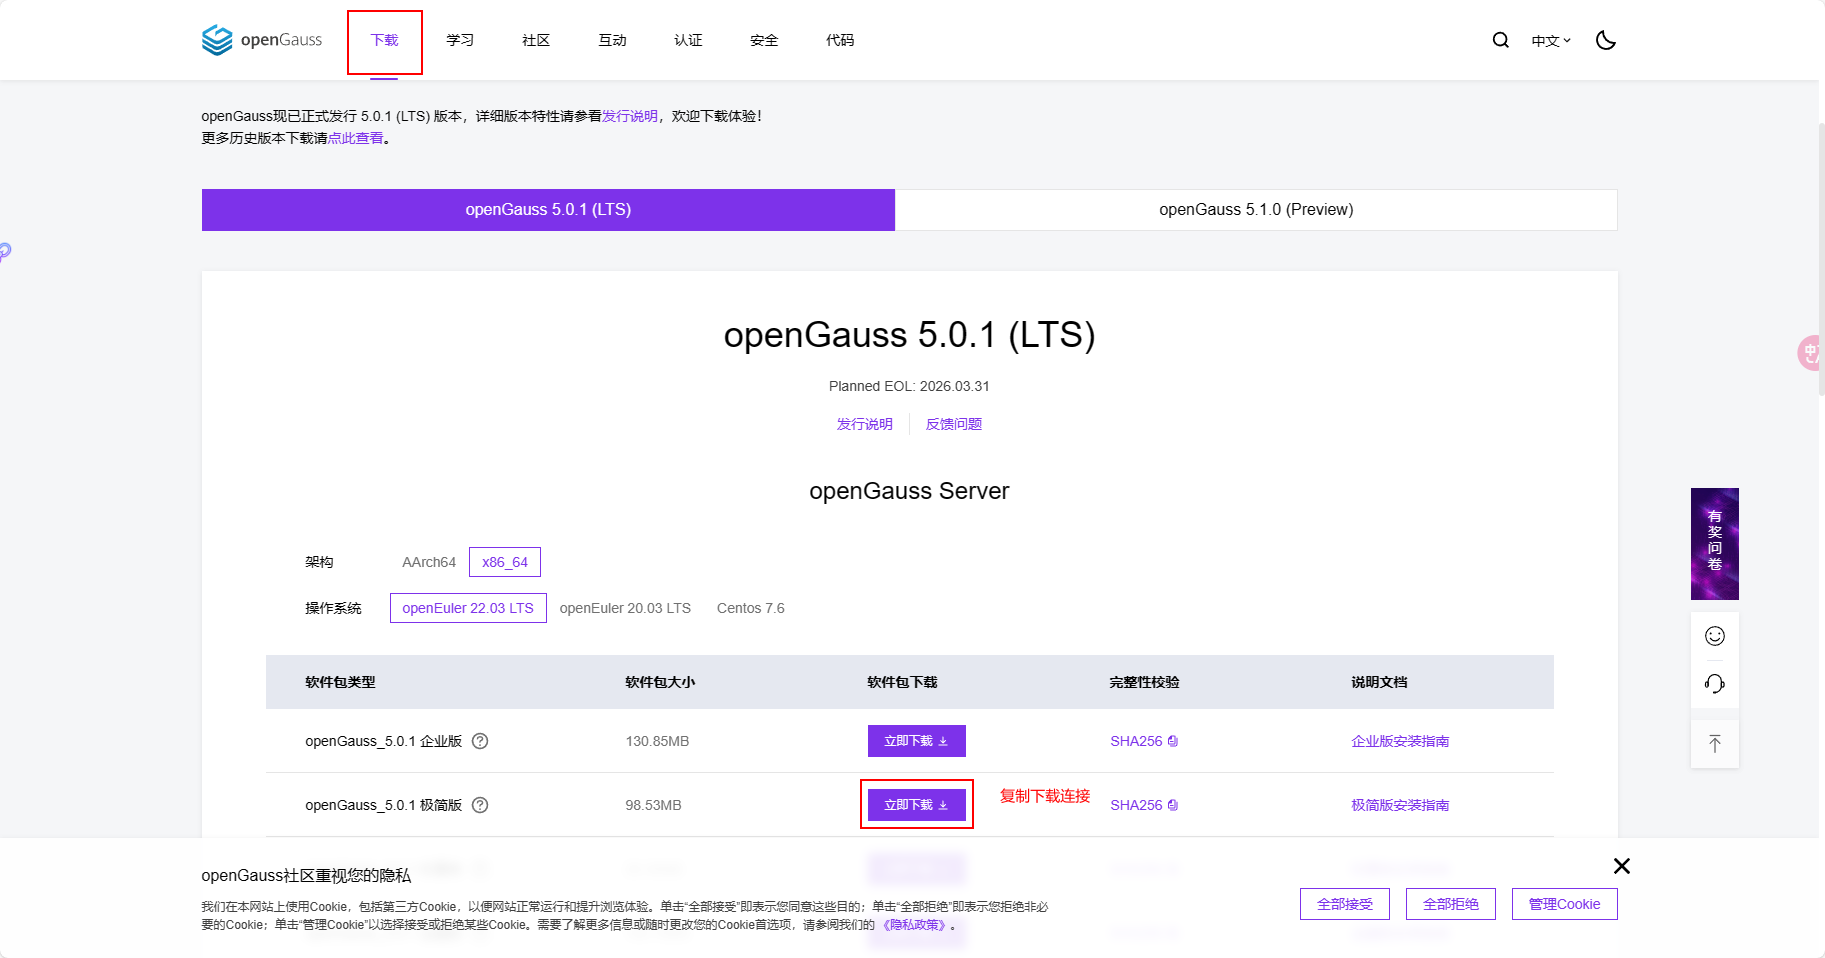 openGauss 下载 学习 社区 互动 认证 安全 代码 中文
openGauss现已正式发行 5.0.1 (LTS) 版本，详细版本特性请参看发行说明，欢迎下载体验！
更多历史版本下载请点此查看。
openGauss 5.0.1 (LTS) openGauss 5.1.0 (Preview)
openGauss 5.0.1 (LTS)
Planned EOL: 2026.03.31
发行说明 反馈问题
openGauss Server
有奖问卷
架构 AArch64 x86_64
操作系统 openEuler 22.03 LTS openEuler 20.03 LTS Centos 7.6
软件包类型 软件包大小 软件包下载 完整性校验 说明文档
openGauss_5.0.1 企业版 130.85MB 立即下载 SHA256 企业版安装指南
openGauss_5.0.1 极简版 98.53MB 立即下载 复制下载连接 SHA256 极简版安装指南
openGauss社区重视您的隐私
我们在本网站上使用Cookie，包括第三方Cookie，以便网站正常运行和提升浏览体验。单击“全部接受”即表示您同意这些目的；单击“全部拒绝”即表示您拒绝非必
要的Cookie；单击“管理Cookie”以选择接受或拒绝某些Cookie。需要了解更多信息或随时更改您的Cookie首选项，请参阅我们的 《隐私政策》。
全部接受 全部拒绝 管理Cookie